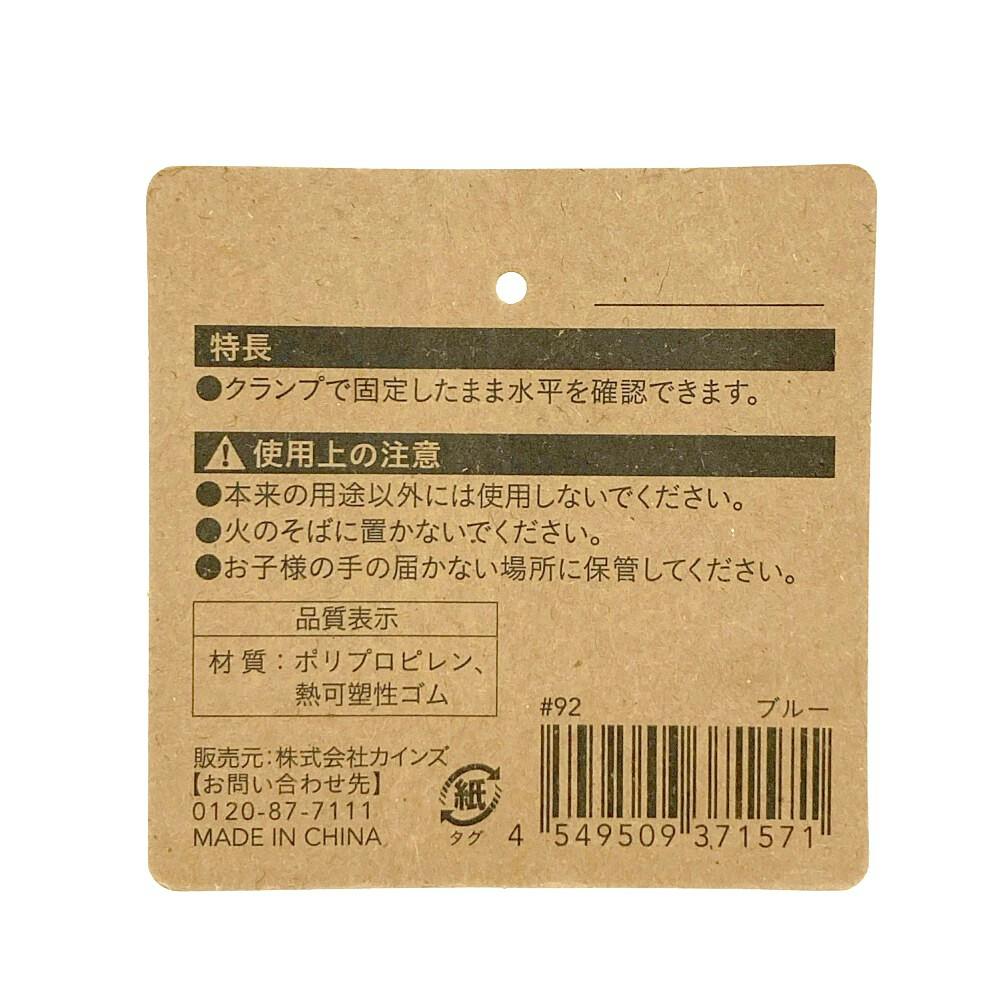 特長
●クランプで固定したまま水平を確認できます。
使用上の注意
●本来の用途以外には使用しないでください。
●火のそばに置かないでください。
●お子様の手の届かない場所に保管してください。
品質表示
材質：ポリプロピレン、
熱可塑性ゴム
#92 ブルー
販売元：株式会社カインズ
【お問い合わせ先】
0120-87-7111
MADE IN CHINA
紙
タグ
4 549509 371571